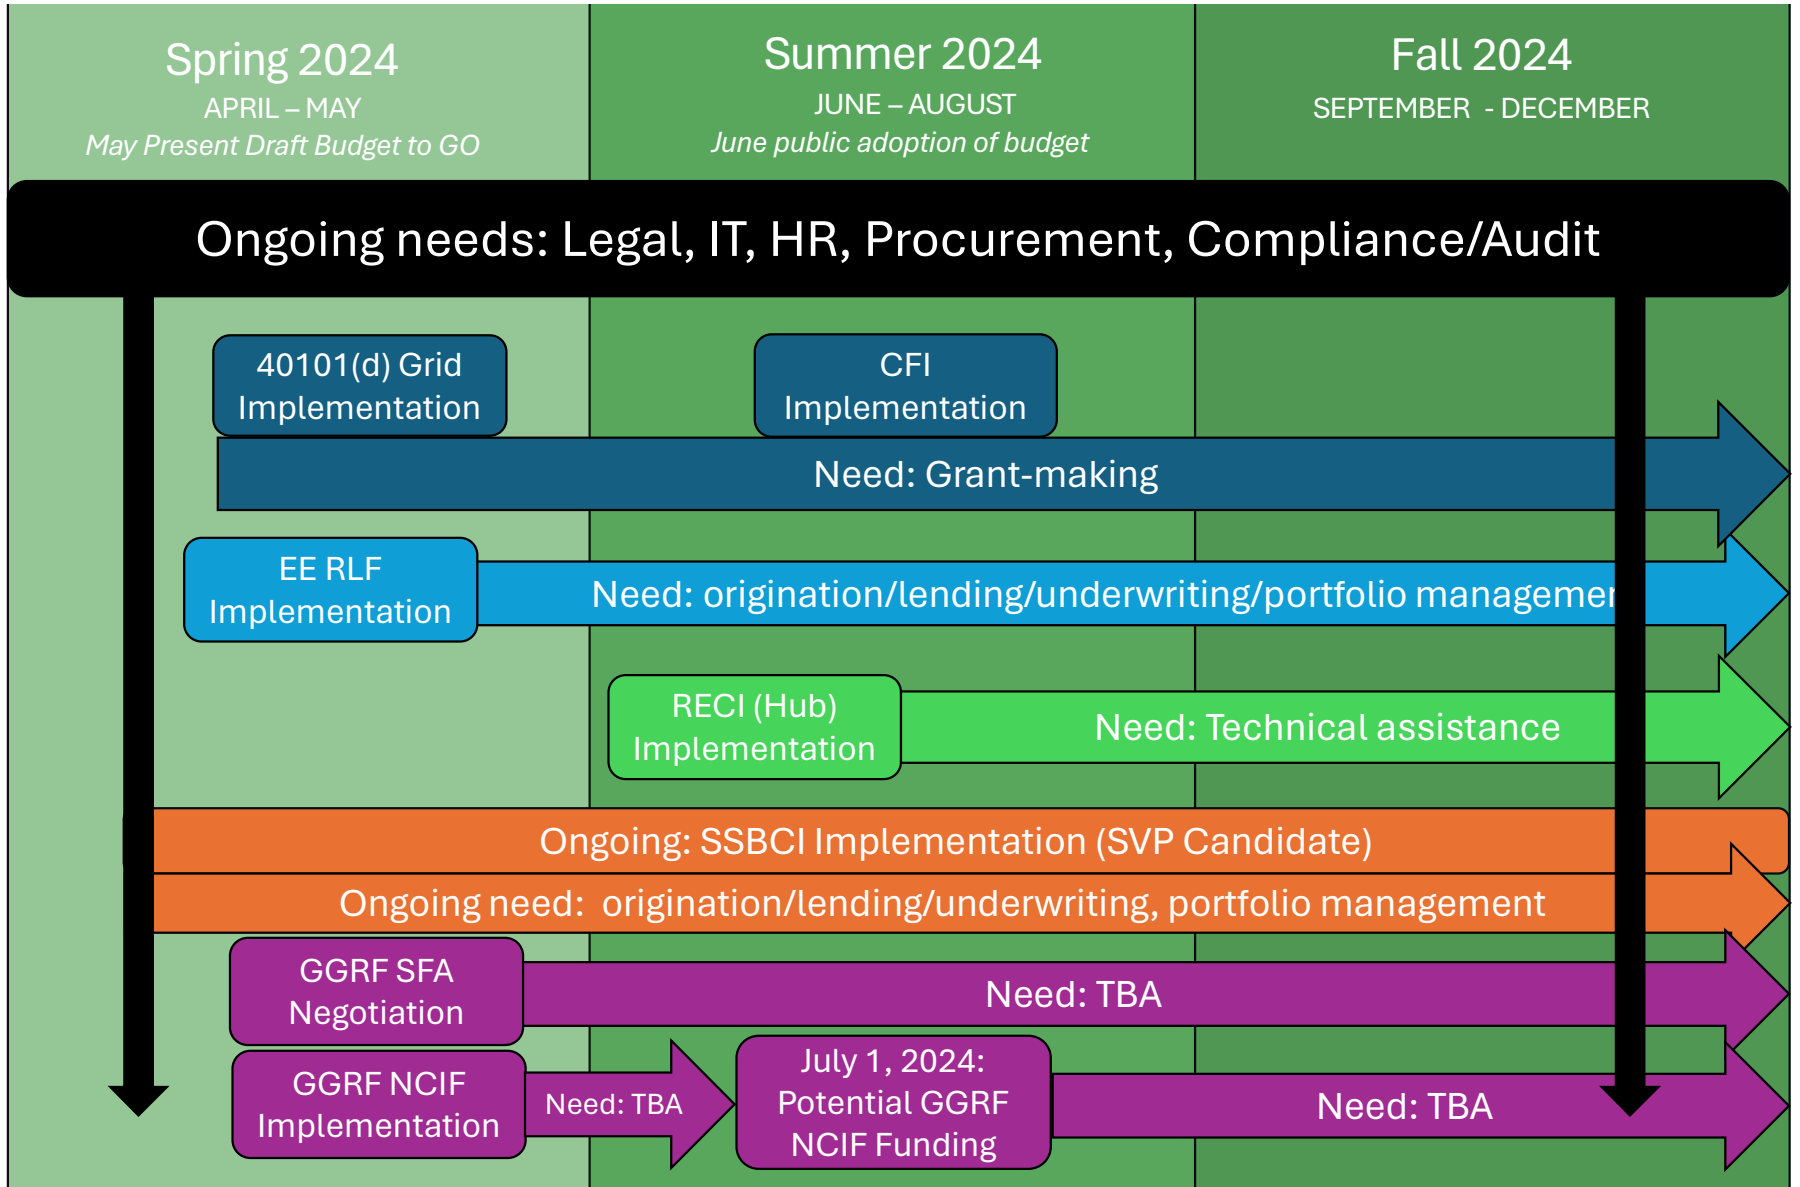 Spring 2024
APRIL – MAY
May Present Draft Budget to GO
Summer 2024
JUNE – AUGUST
June public adoption of budget
Fall 2024
SEPTEMBER - DECEMBER
Ongoing needs: Legal, IT, HR, Procurement, Compliance/Audit
40101(d) Grid
Implementation
CFI
Implementation
Need: Grant-making
EE RLF
Implementation
Need: origination/lending/underwriting/portfolio
RECI (Hub)
Implementation
Need: Technical assistance
Ongoing: SSBCI Implementation (SVP Candidate)
Ongoing need: origination/lending/underwriting, portfolio management
GGRF SFA
Negotiation
Need: TBA
GGRF NCIF
Implementation
Need: TBA
July 1, 2024:
Potential GGRF
NCIF Funding
Need: TBA